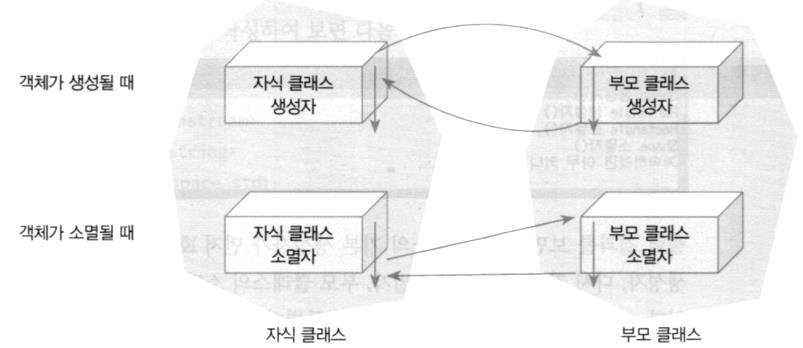 객체가 생성될 때
자식 클래스
생성자
부모 클래스
생성자
객체가 소멸될 때
자식 클래스
소멸자
부모 클래스
소멸자
자식 클래스
부모 클래스